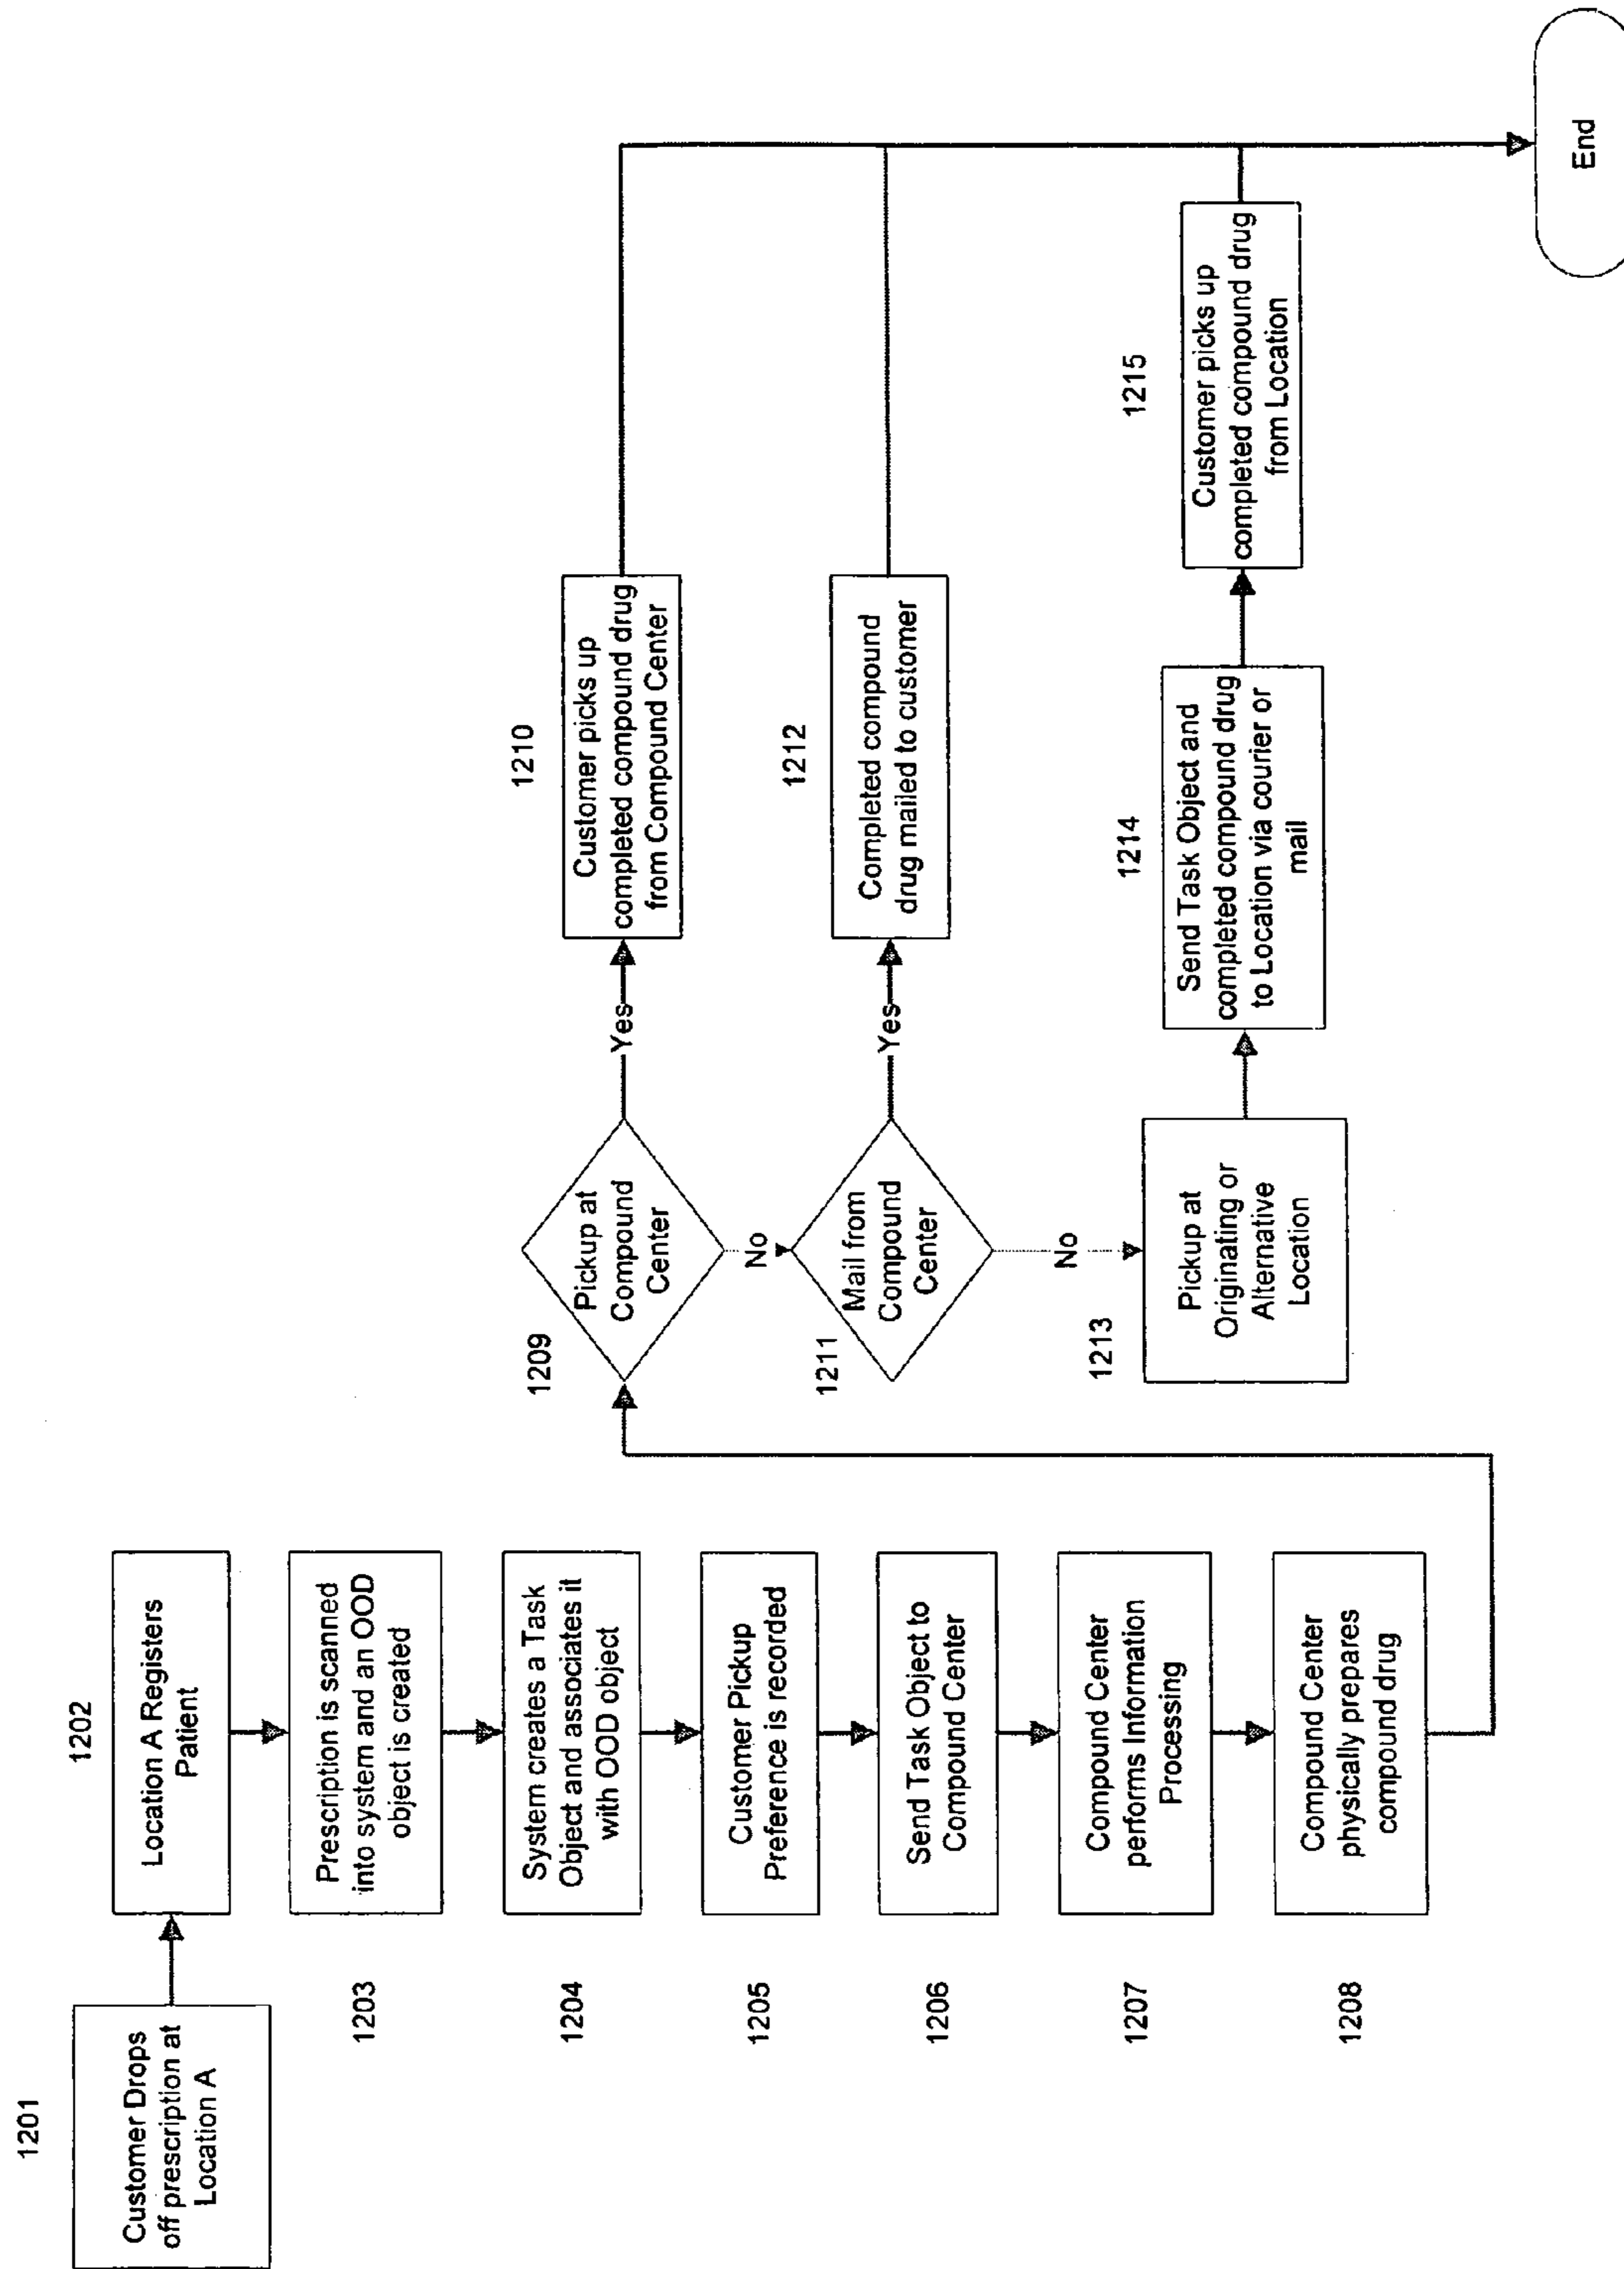 1201
Customer Drops
off prescription at
Location A
1202
Location A Registers
Patient
1203
Prescription is scanned
into system and an OOD
object is created
1204
System creates a Task
Object and associates it
with OOD object
1205
Customer Pickup
Preference is recorded
1206
Send Task Object to
Compound Center
1207
Compound Center
performs Information
Processing
1208
Compound Center
physically prepares
compound drug
1209
Pickup at
Compound
Center
Yes
1210
Customer picks up
completed compound drug
from Compound Center
No
1211
Mail from
Compound
Center
Yes
1212
Completed compound
drug mailed to customer
No
1213
Pickup at
Originating or
Alternative
Location
1214
Send Task Object and
completed compound drug
to Location via courier or
mail
1215
Customer picks up
completed compound drug
from Location
End